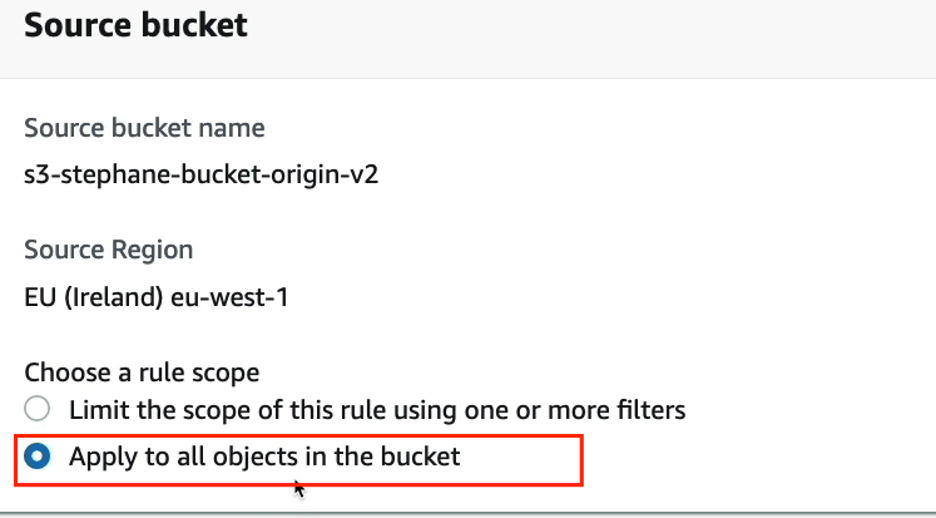 Source bucket
Source bucket name
s3-stephane-bucket-origin-v2
Source Region
EU (Ireland) eu-west-1
Choose a rule scope
Limit the scope of this rule using one or more filters
Apply to all objects in the bucket